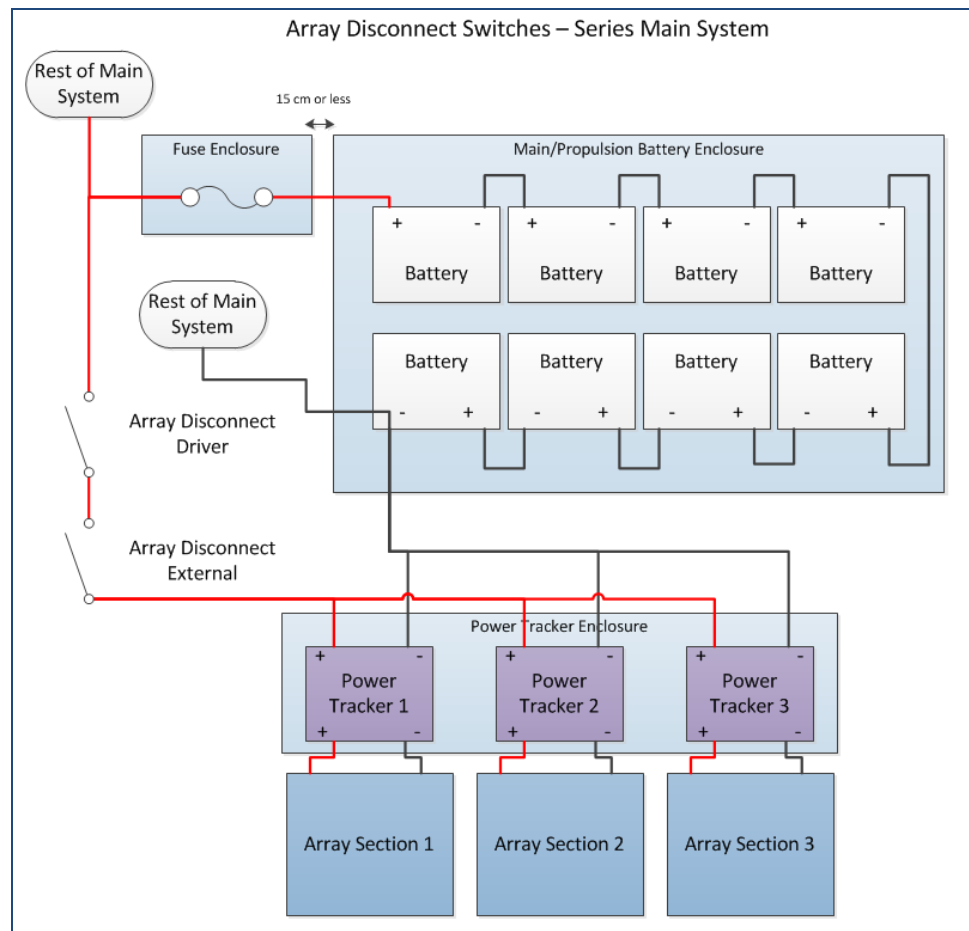 Array Disconnect Switches – Series Main System
Rest of Main
System
15 cm or less
Fuse Enclosure
Main/Propulsion Battery Enclosure
+ - + - + - + -
Battery Battery Battery Battery
Rest of Main
System
Battery Battery Battery Battery
- + - + - + - +
Array Disconnect
Driver
Array Disconnect
External
Power Tracker Enclosure
+ - + - + -
Power
Tracker 1
Power
Tracker 2
Power
Tracker 3
+ - + - + -
Array Section 1
Array Section 2
Array Section 3